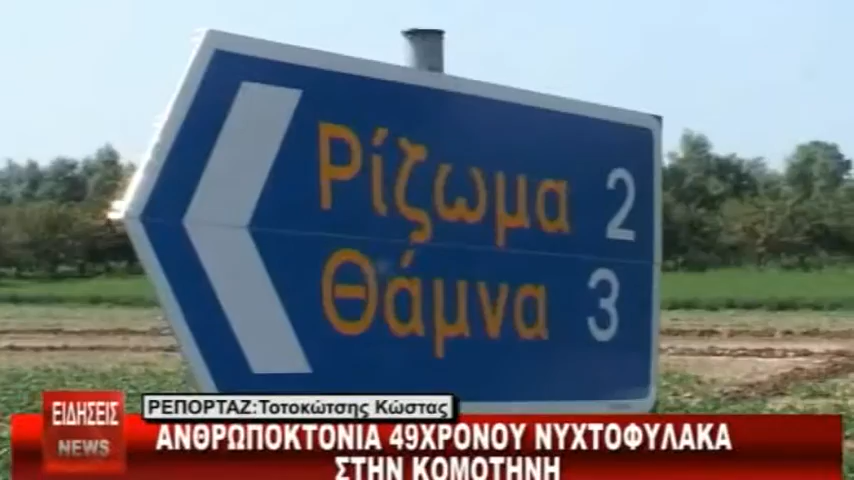 Ρίζωμα 2
Θάμνα 3
ΕΙΔΗΣΕΙΣ
NEWS
ΡΕΠΟΡΤΑΖ:Τοτοκώτσης Κώστας
ΑΝΘΡΩΠΟΚΤΟΝΙΑ 49ΧΡΟΝΟΥ ΝΥΧΤΟΦΥΛΑΚΑ
ΣΤΗΝ ΚΟΜΟΤΗΝΗ